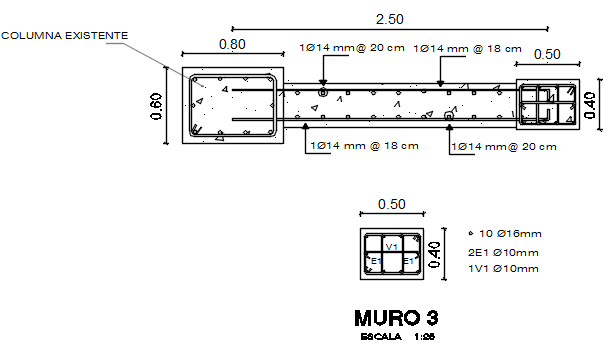 2.50
COLUMNA EXISTENTE
0.80
1Ø14 mm@ 20 cm
1Ø14 mm @ 18 cm
0.50
0.60
0.40
1Ø14 mm @ 18 cm
1Ø14 mm @ 20 cm
0.50
10 Ø16mm
V1
0.40
2E1 Ø10mm
E1
E1
1V1 Ø10mm
MURO 3
ESCALA 1:25